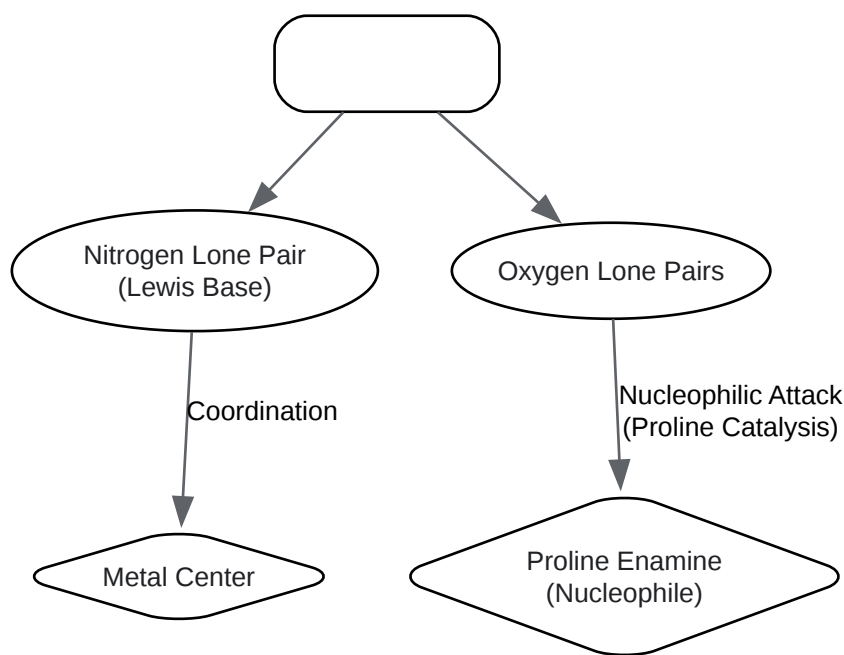 Nitrogen Lone Pair
(Lewis Base)
Oxygen Lone Pairs
Coordination
Nucleophilic Attack
(Proline Catalysis)
Metal Center
Proline Enamine
(Nucleophile)